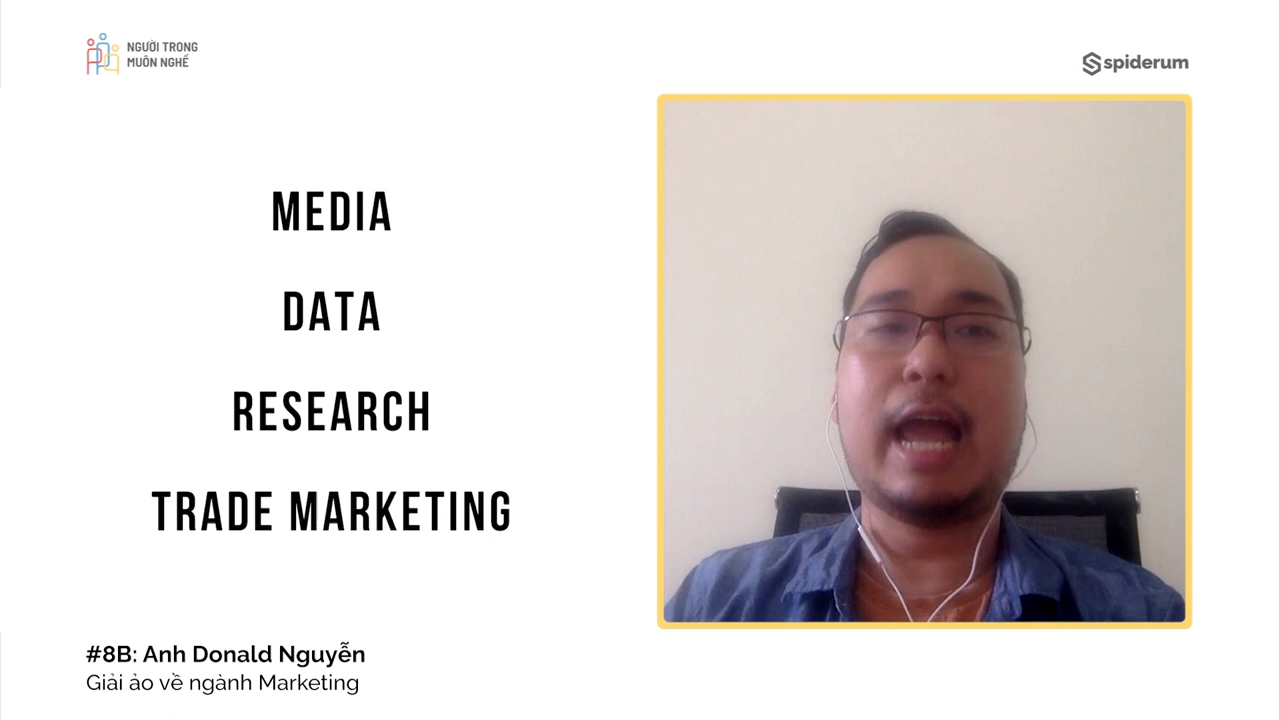 NGƯỜI TRONG
MUÔN NGHỀ
spiderum
MEDIA
DATA
RESEARCH
TRADE MARKETING
#8B: Anh Donald Nguyễn
Giải ảo về ngành Marketing